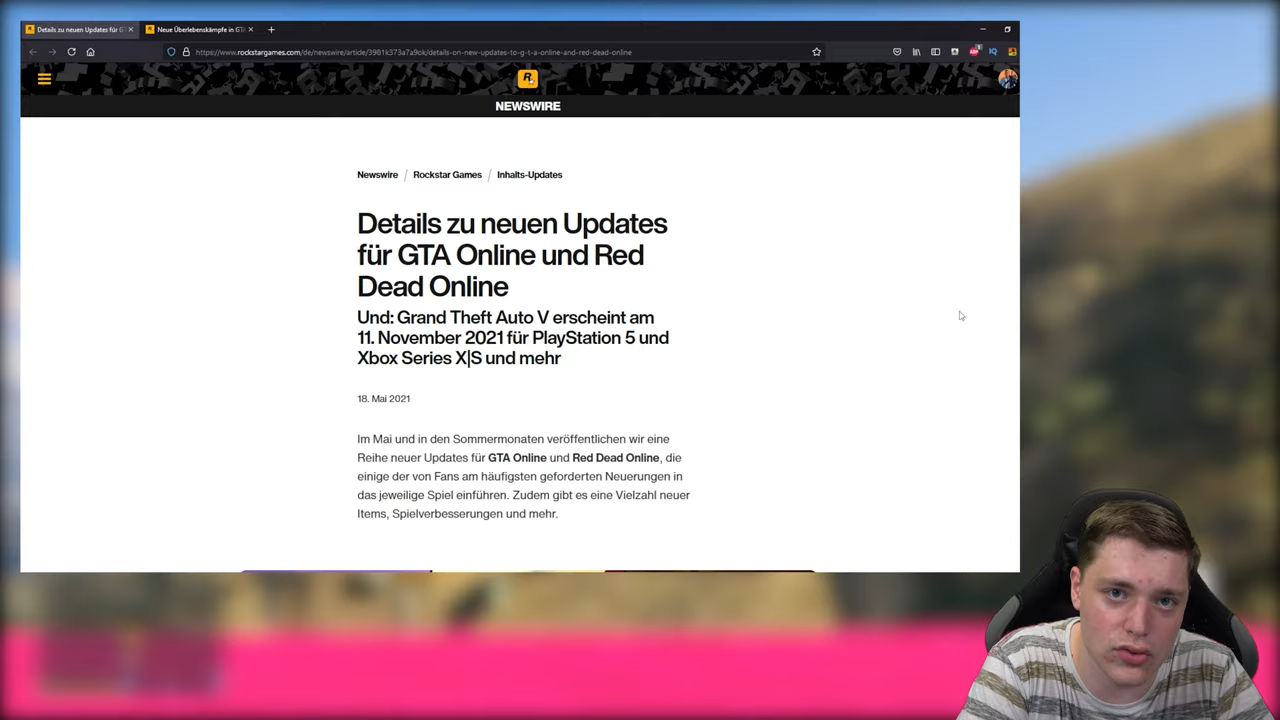 Details zu neuen Updates für GT
Neue Überlebenskämpfe in GTA
https://www.rockstargames.com/de/newswire/article/3981k373a7a9ok/details-on-new-updates-to-g-t-a-online-and-red-dead-online
R
NEWSWIRE
Newswire / Rockstar Games / Inhalts-Updates
Details zu neuen Updates
für GTA Online und Red
Dead Online
Und: Grand Theft Auto V erscheint am
11. November 2021 für PlayStation 5 und
Xbox Series X|S und mehr
18. Mai 2021
Im Mai und in den Sommermonaten veröffentlichen wir eine
Reihe neuer Updates für GTA Online und Red Dead Online, die
einige der von Fans am häufigsten geforderten Neuerungen in
das jeweilige Spiel einführen. Zudem gibt es eine Vielzahl neuer
Items, Spielverbesserungen und mehr.